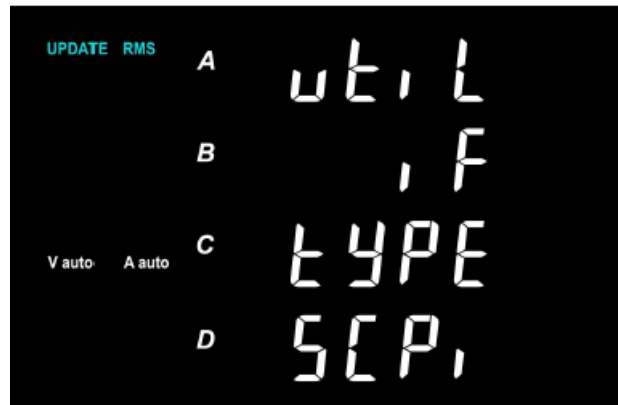 UPDATE RMS A utiL
B iF
V auto A auto C tYPE
D SCPi